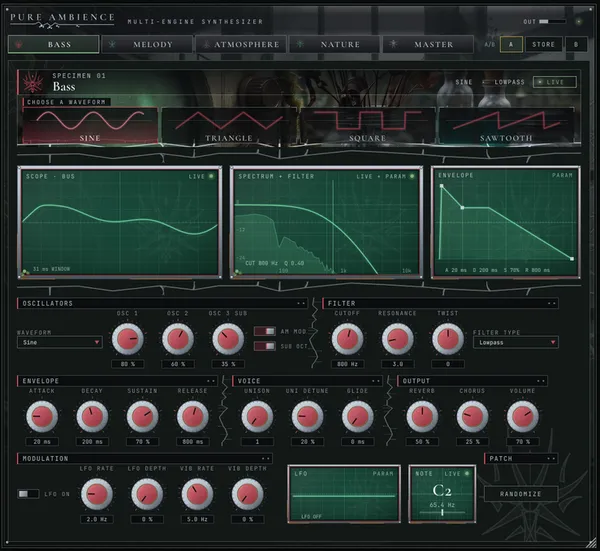 PURE AMBIENCE
MULTI-ENGINE SYNTHESIZER
OUT
BASS
MELODY
ATMOSPHERE
NATURE
MASTER
A/B
A
STORE
B
SPECIMEN 01
Bass
SINE
LOWPASS
LIVE
CHOOSE A WAVEFORM
SINE
TRIANGLE
SQUARE
SAWTOOTH
SCOPE · BUS
LIVE
31 ms WINDOW
SPECTRUM + FILTER
LIVE + PARAM
CUT 800 Hz Q 0.40
100
1k
10k
ENVELOPE
PARAM
A 20 ms D 200 ms S 70% R 800 ms
OSCILLATORS
WAVEFORM
Sine
OSC 1
80 %
OSC 2
60 %
OSC 3 SUB
35 %
AM MOD
SUB OCT
FILTER
CUTOFF
800 Hz
RESONANCE
3.0
TWIST
0
FILTER TYPE
Lowpass
ENVELOPE
ATTACK
20 ms
DECAY
200 ms
SUSTAIN
70 %
RELEASE
800 ms
VOICE
UNISON
1
UNI DETUNE
20 %
GLIDE
0 ms
OUTPUT
REVERB
50 %
CHORUS
25 %
VOLUME
70 %
MODULATION
LFO ON
LFO RATE
2.0 Hz
LFO DEPTH
0 %
VIB RATE
5.0 Hz
VIB DEPTH
0 %
LFO
PARAM
LFO OFF
NOTE
LIVE
C2
65.4 Hz
PATCH
RANDOMIZE